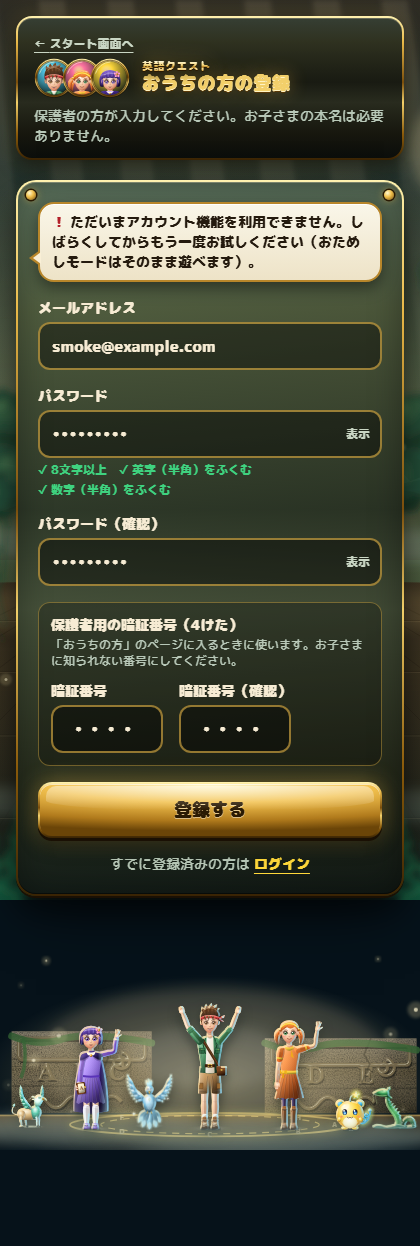 ← スタート画面へ
英語クエスト
おうちの方の登録
保護者の方が入力してください。お子さまの本名は必要
ありません。
! ただいまアカウント機能を利用できません。し
ばらくしてからもう一度お試しください（おため
しモードはそのまま遊べます）。
メールアドレス
smoke@example.com
パスワード
•••••••••
表示
✓ 8文字以上 ✓ 英字（半角）をふくむ
✓ 数字（半角）をふくむ
パスワード（確認）
•••••••••
表示
保護者用の暗証番号（4けた）
「おうちの方」のページに入るときに使います。お子さま
に知られない番号にしてください。
暗証番号 暗証番号（確認）
•••• ••••
登録する
すでに登録済みの方は ログイン
A
D E